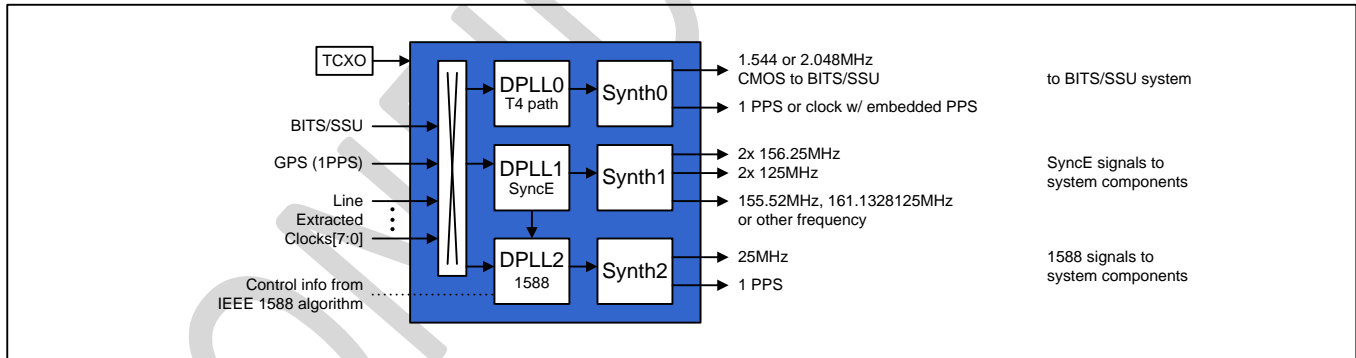 TCXO
BITS/SSU
GPS (1PPS)
Line
Extracted
Clocks[7:0]
Control info from
IEEE 1588 algorithm
DPLL0
T4 path
Synth0
DPLL1
SyncE
Synth1
DPLL2
1588
Synth2
1.544 or 2.048MHz
CMOS to BITS/SSU
1 PPS or clock w/ embedded PPS
to BITS/SSU system
2x 156.25MHz
2x 125MHz
155.52MHz, 161.1328125MHz
or other frequency
SyncE signals to
system components
25MHz
1 PPS
1588 signals to
system components